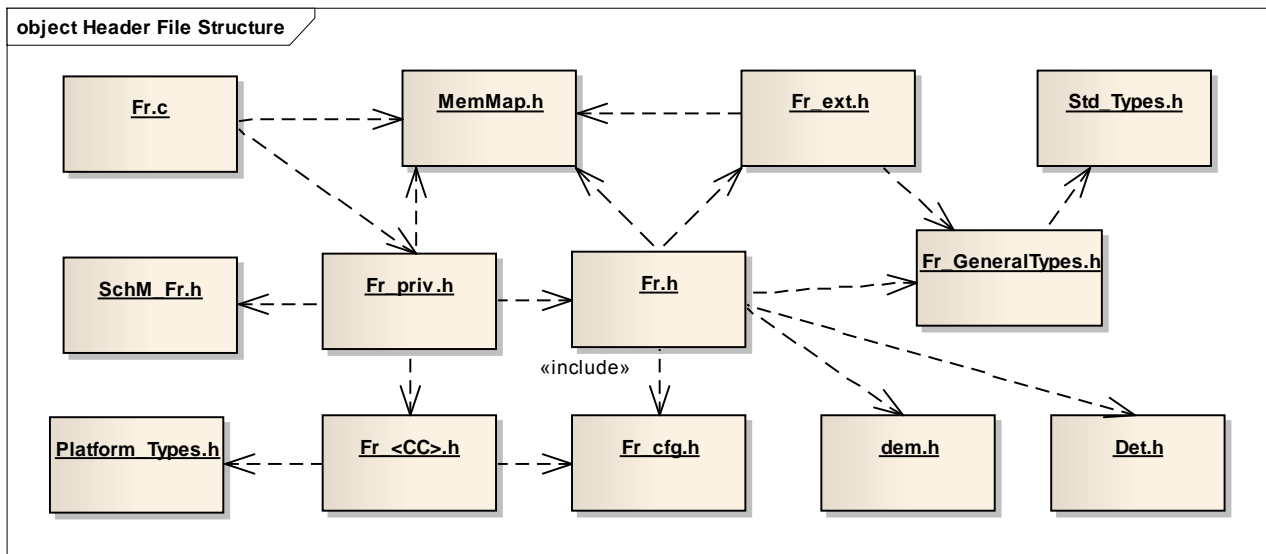 object Header File Structure
Fr.c
MemMap.h
Fr_ext.h
Std_Types.h
SchM_Fr.h
Fr_priv.h
Fr.h
Fr_GeneralTypes.h
«include»
Platform_Types.h
Fr_<CC>.h
Fr_cfg.h
dem.h
Det.h